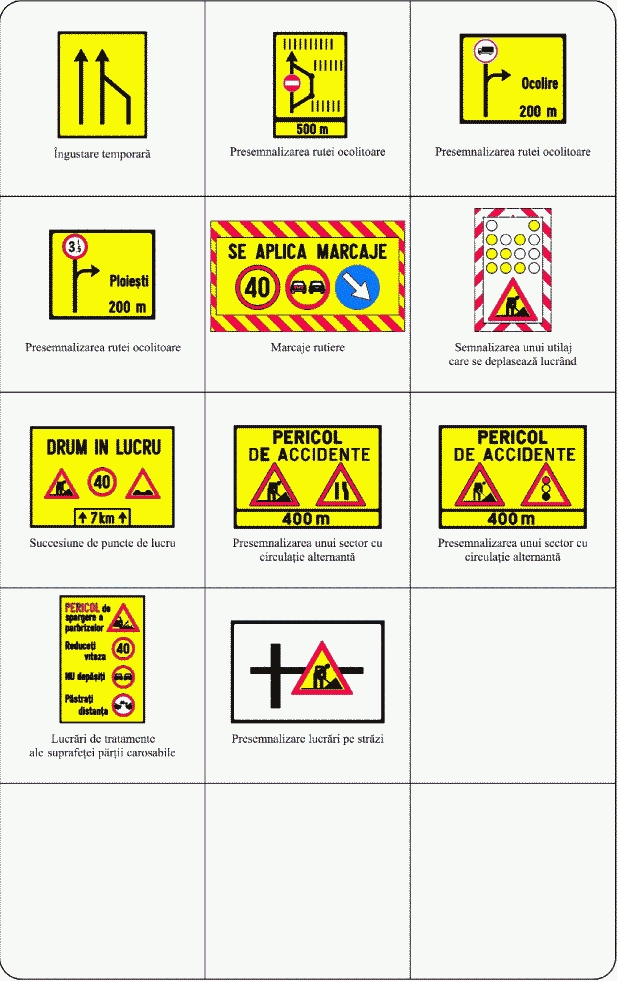 500 m
Ocolire
200 m
Îngustare temporară
Presemnalizarea rutei ocolitoare
Presemnalizarea rutei ocolitoare
Ploiești
200 m
SE APLICA MARCAJE
40
Presemnalizarea rutei ocolitoare
Marcaje rutiere
Semnalizarea unui utilaj
care se deplasează lucrând
DRUM IN LUCRU
40
7 km
PERICOL
DE ACCIDENTE
400 m
PERICOL
DE ACCIDENTE
400 m
Succesiune de puncte de lucru
Presemnalizarea unui sector cu
circulație alternantă
Presemnalizarea unui sector cu
circulație alternantă
PERICOL de
spargere a
parbrizelor
Reduceti
viteza
40
NU depășiți
Păstrați
distanța
Lucrări de tratamente
ale suprafeței părții carosabile
Presemnalizare lucrări pe străzi